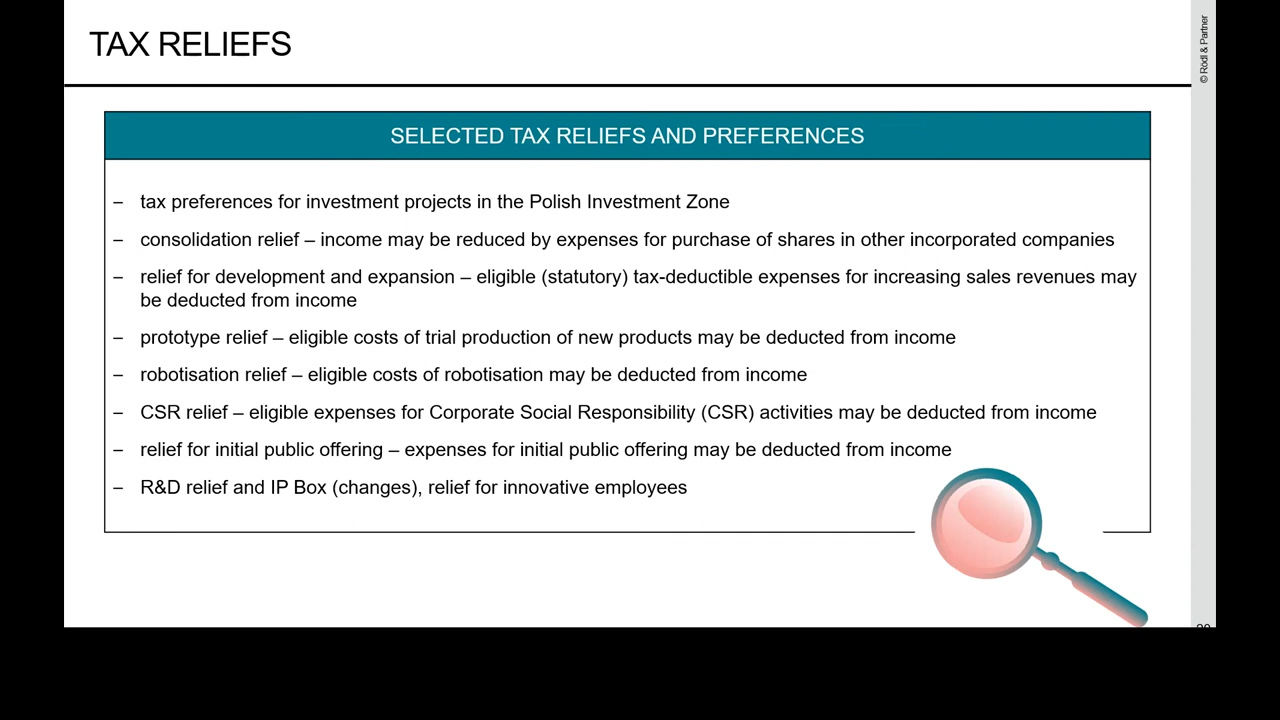 TAX RELIEFS
© Rödl & Partner
SELECTED TAX RELIEFS AND PREFERENCES
– tax preferences for investment projects in the Polish Investment Zone
– consolidation relief – income may be reduced by expenses for purchase of shares in other incorporated companies
– relief for development and expansion – eligible (statutory) tax-deductible expenses for increasing sales revenues may
be deducted from income
– prototype relief – eligible costs of trial production of new products may be deducted from income
– robotisation relief – eligible costs of robotisation may be deducted from income
– CSR relief – eligible expenses for Corporate Social Responsibility (CSR) activities may be deducted from income
– relief for initial public offering – expenses for initial public offering may be deducted from income
– R&D relief and IP Box (changes), relief for innovative employees